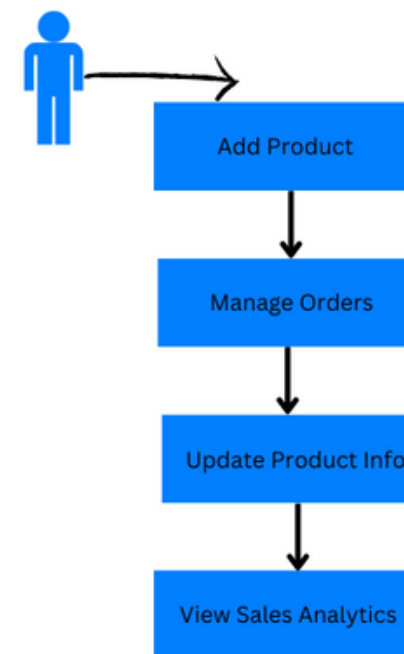 Add Product
Manage Orders
Update Product Info
View Sales Analytics